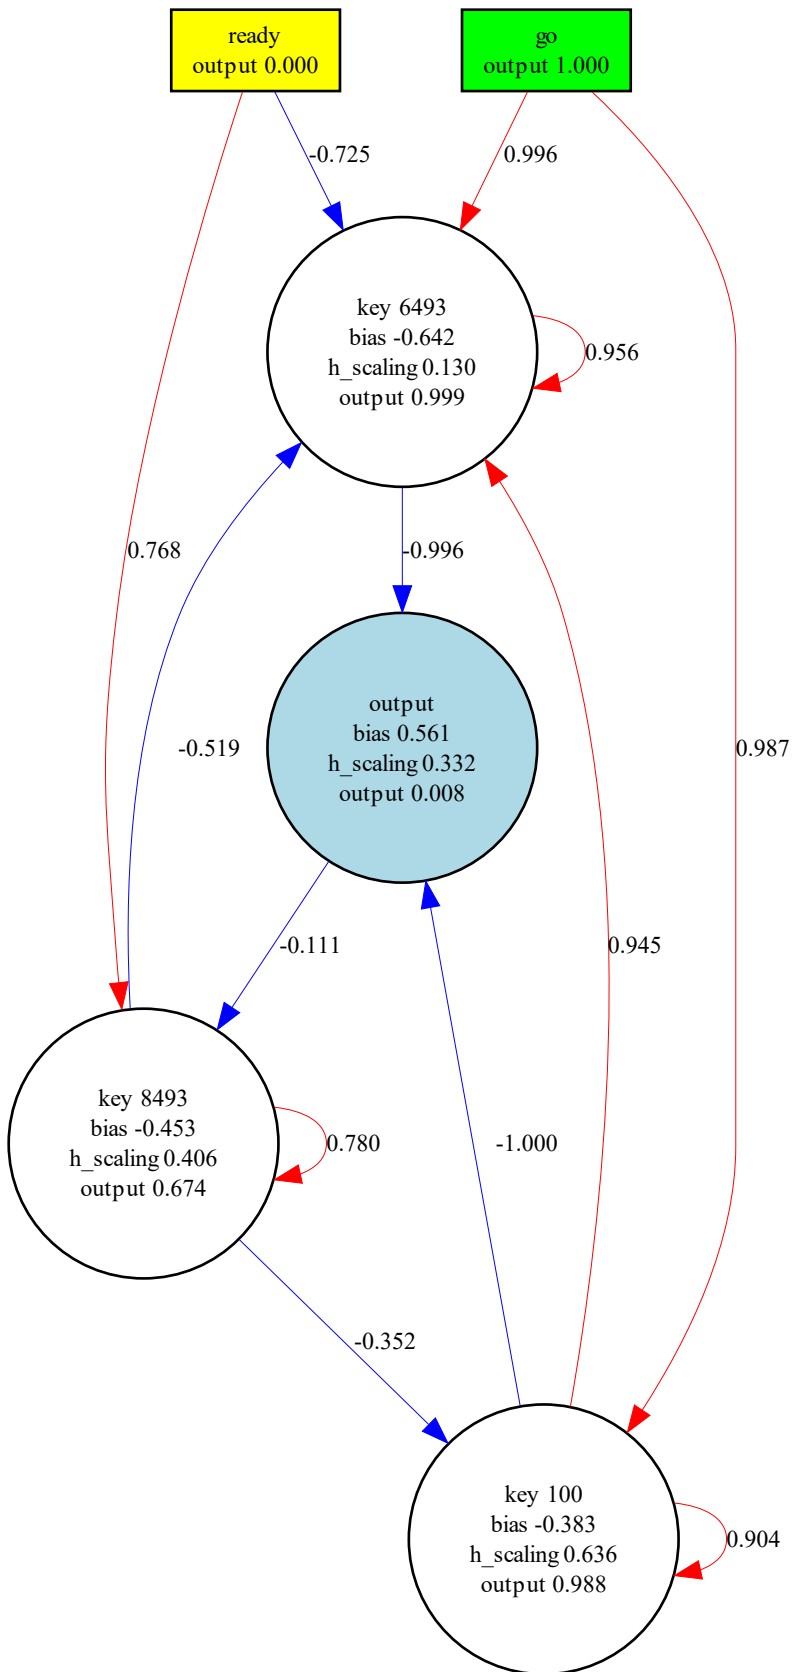 ready
output 0.000
go
output 1.000
-0.725
0.996
key 6493
bias -0.642
h_scaling 0.130
output 0.999
0.956
0.768
-0.996
output
bias 0.561
h_scaling 0.332
output 0.008
-0.519
0.987
-0.111
0.945
key 8493
bias -0.453
h_scaling 0.406
output 0.674
0.780
-1.000
-0.352
key 100
bias -0.383
h_scaling 0.636
output 0.988
0.904